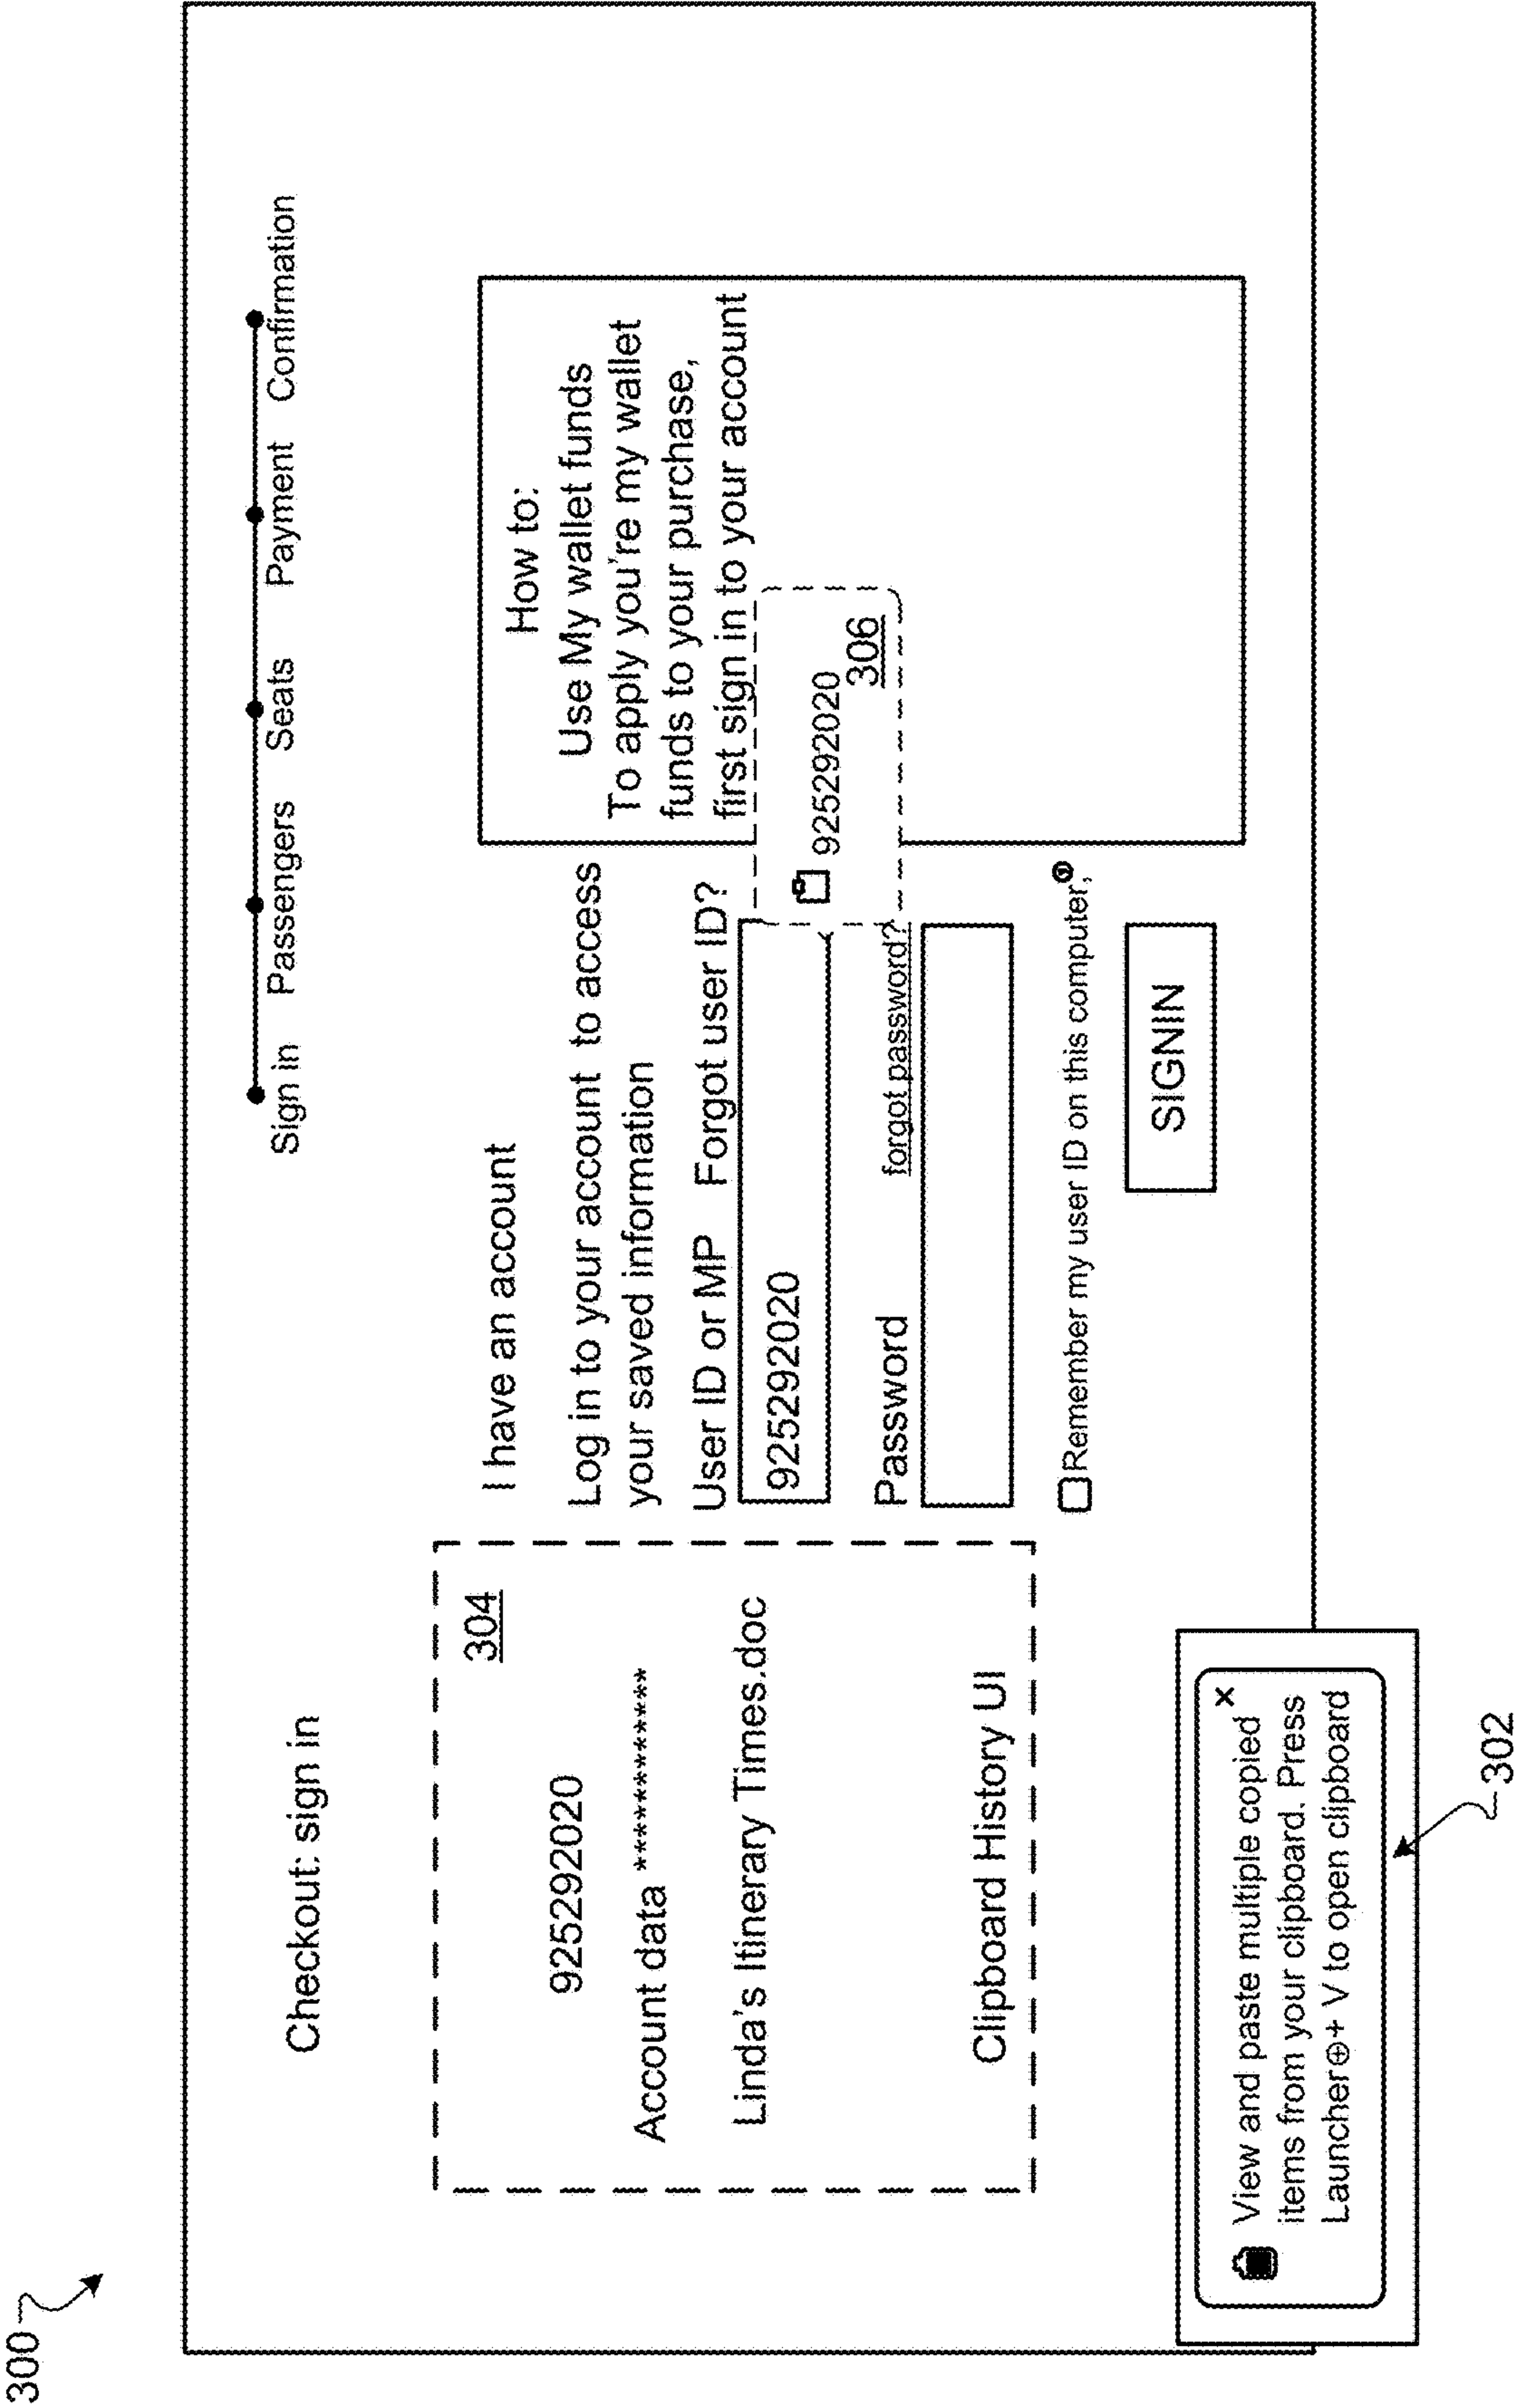 300
Sign in Passengers Seats Payment Confirmation
Checkout: sign in
304
925292020
Account data ***********
Linda's Itinerary Times.doc
Clipboard History UI
I have an account
Log in to your account to access
your saved information
User ID or MP Forgot user ID?
925292020
Password forgot password?
Remember my user ID on this computer,
SIGNIN
How to:
Use My wallet funds
To apply you're my wallet
funds to your purchase,
first sign in to your account
925292020
306
View and paste multiple copied
items from your clipboard. Press
Launcher + V to open clipboard
302